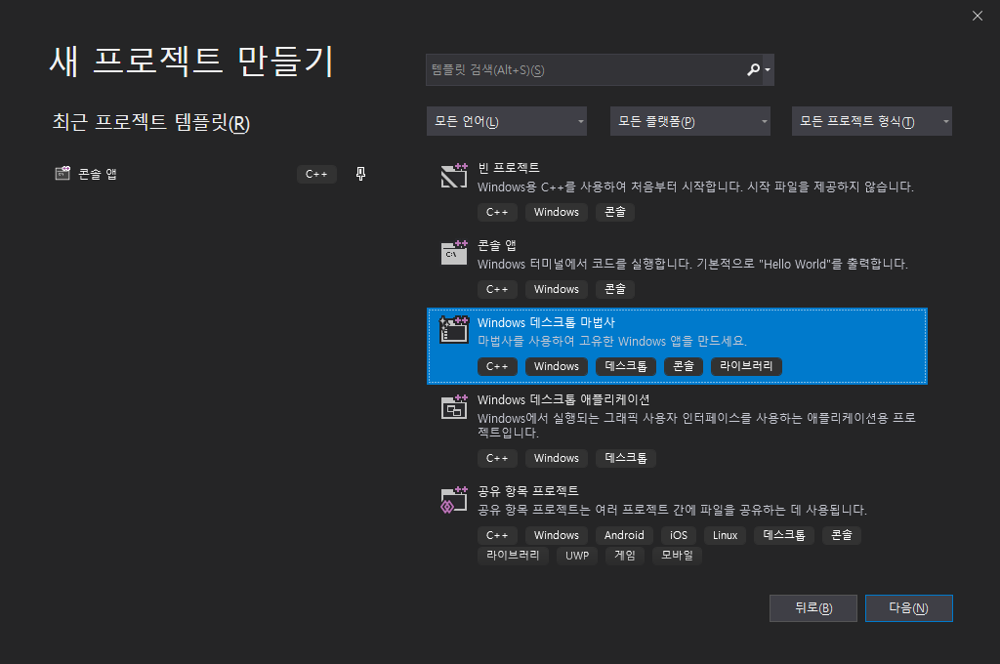 새 프로젝트 만들기
템플릿 검색(Alt+S)(S)
최근 프로젝트 템플릿(R)
모든 언어(L) 모든 플랫폼(P) 모든 프로젝트 형식(T)
콘솔 앱 C++
빈 프로젝트
Windows용 C++를 사용하여 처음부터 시작합니다. 시작 파일을 제공하지 않습니다.
C++ Windows 콘솔
콘솔 앱
Windows 터미널에서 코드를 실행합니다. 기본적으로 "Hello World"를 출력합니다.
C++ Windows 콘솔
Windows 데스크톱 마법사
마법사를 사용하여 고유한 Windows 앱을 만드세요.
C++ Windows 데스크톱 콘솔 라이브러리
Windows 데스크톱 애플리케이션
Windows에서 실행되는 그래픽 사용자 인터페이스를 사용하는 애플리케이션용 프로
젝트입니다.
C++ Windows 데스크톱
공유 항목 프로젝트
공유 항목 프로젝트는 여러 프로젝트 간에 파일을 공유하는 데 사용됩니다.
C++ Windows Android iOS Linux 데스크톱 콘솔
라이브러리 UWP 게임 모바일
뒤로(B) 다음(N)